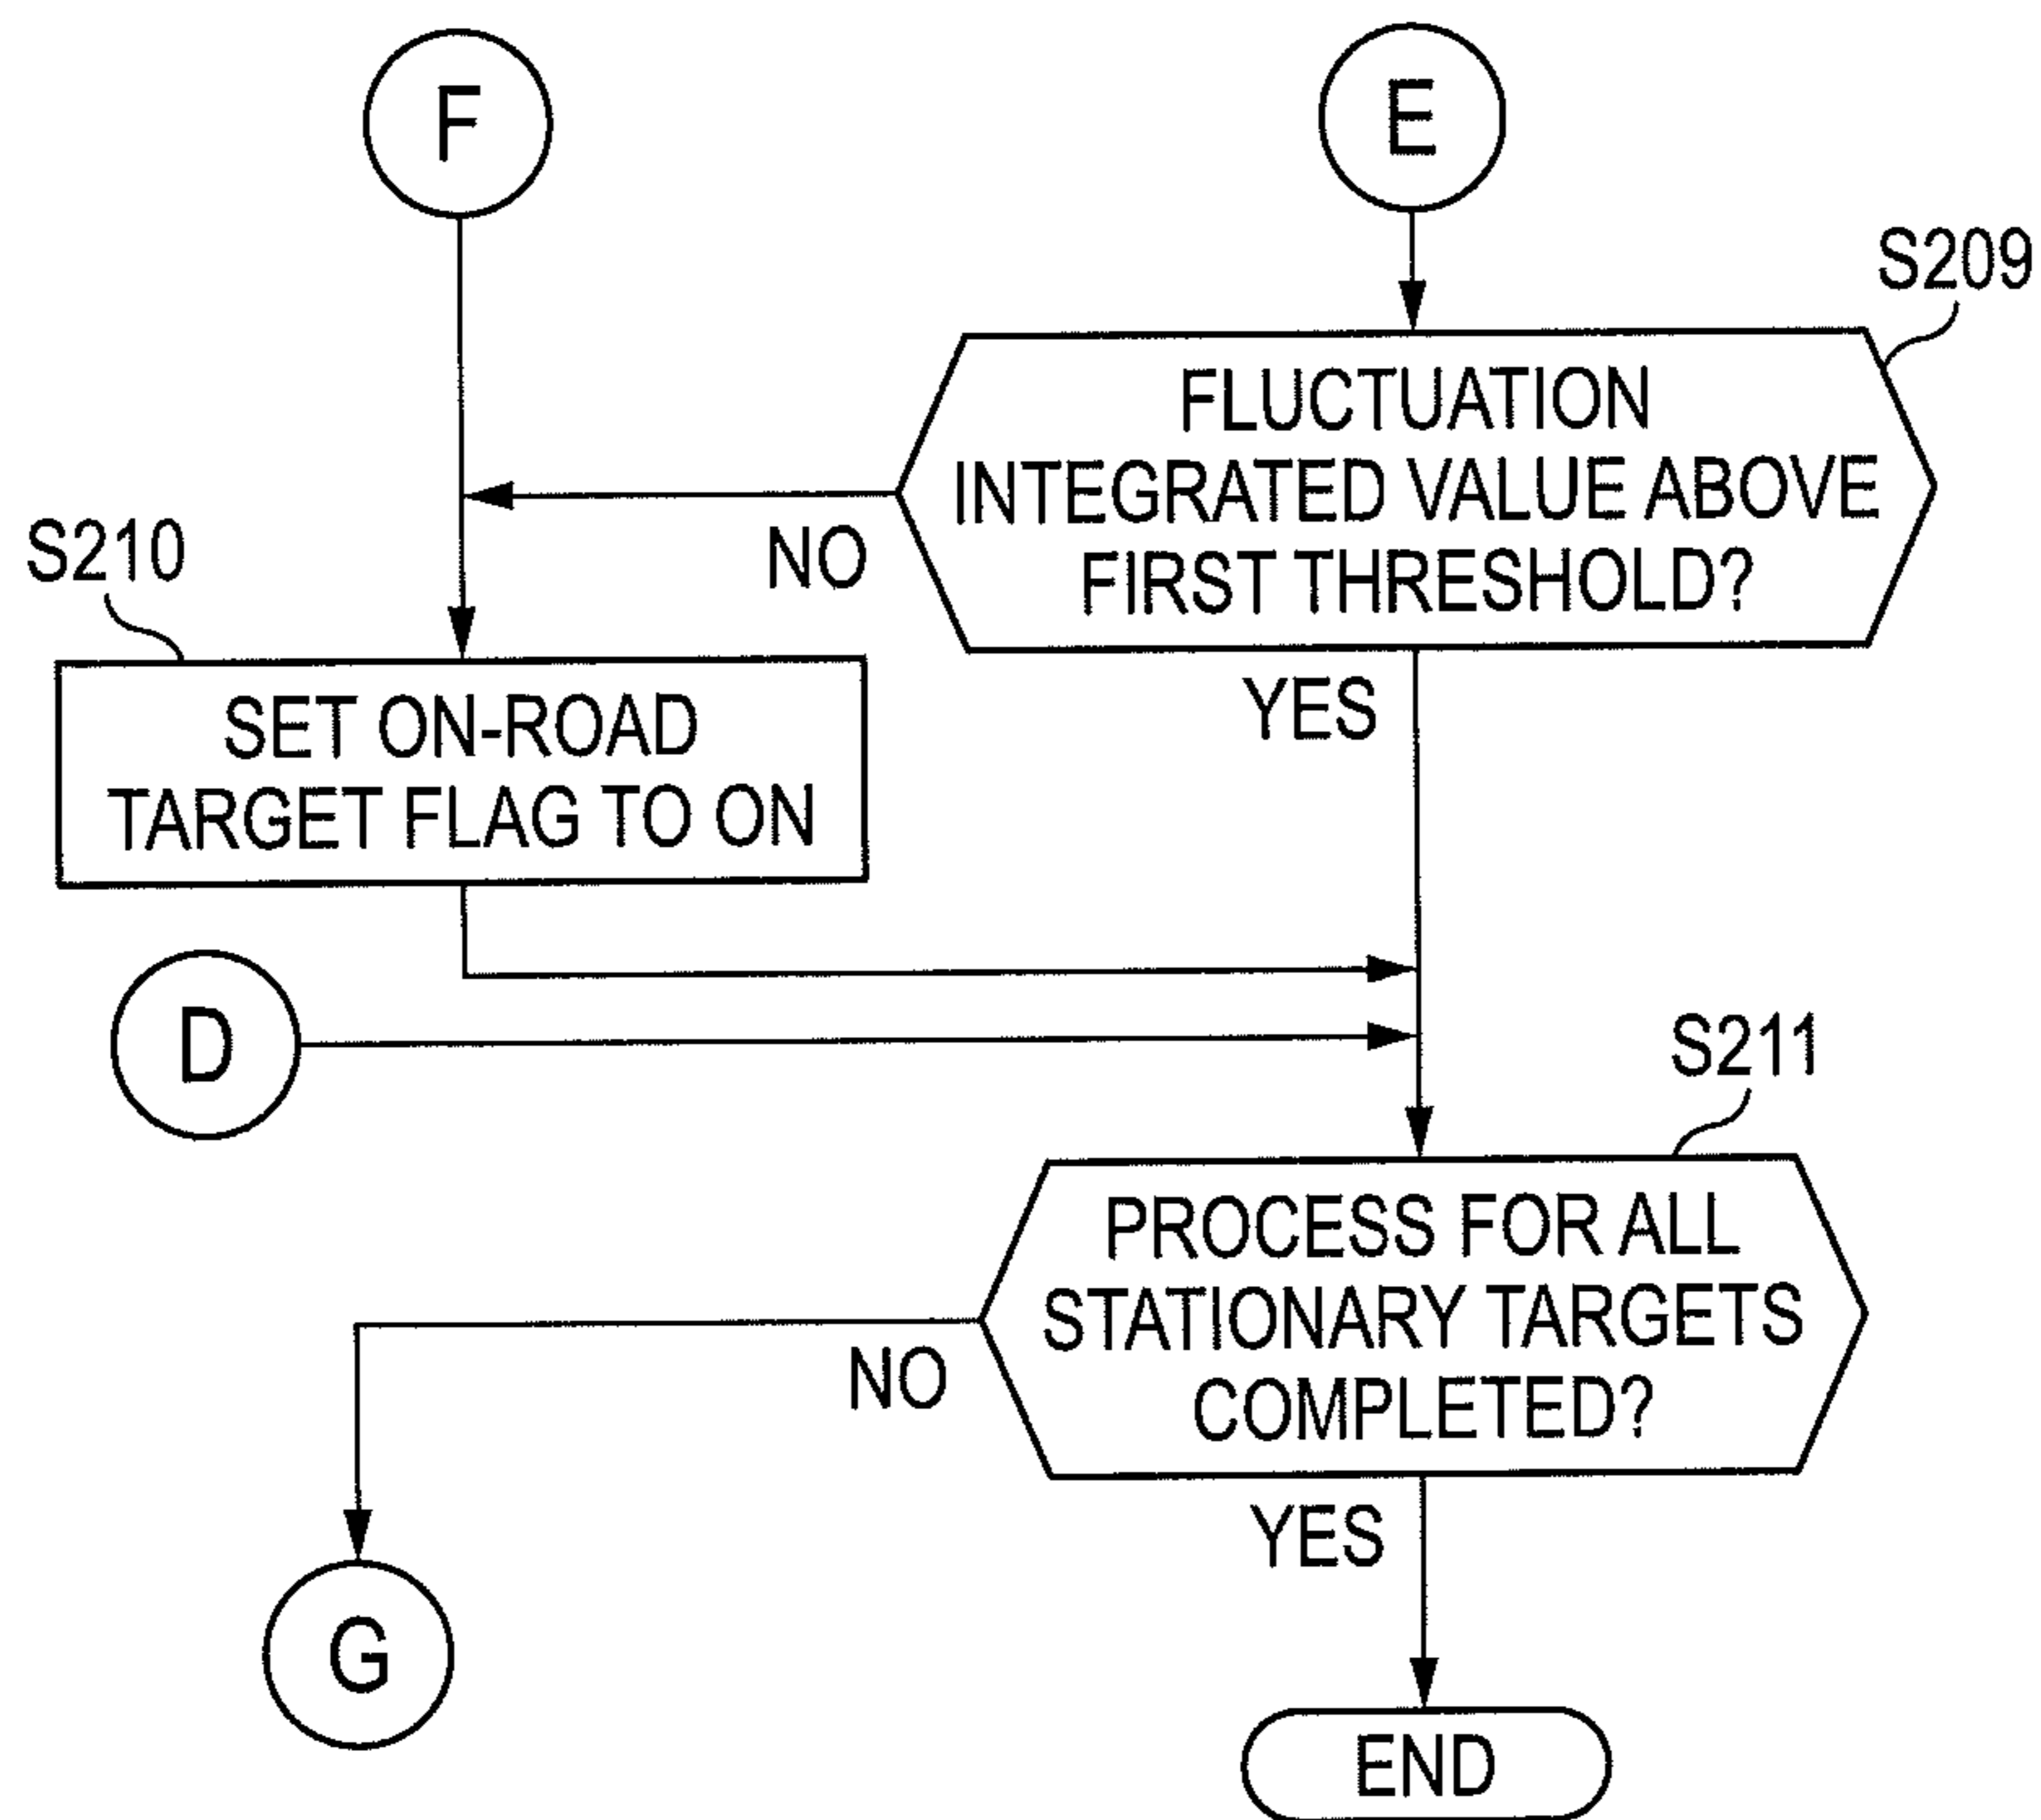 F
E
S209
FLUCTUATION
INTEGRATED VALUE ABOVE
FIRST THRESHOLD?
NO
S210
YES
SET ON-ROAD
TARGET FLAG TO ON
D
S211
PROCESS FOR ALL
STATIONARY TARGETS
COMPLETED?
NO
YES
G
END